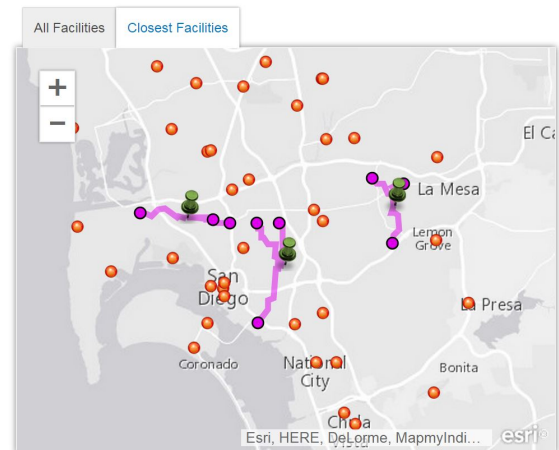 All Facilities
Closest Facilities
+
−
El Ca
La Mesa
Lemon
Grove
San
Diego
La Presa
Coronado
National
City
Bonita
Chula
Vista
Esri, HERE, DeLorme, MapmyIndi...
esri